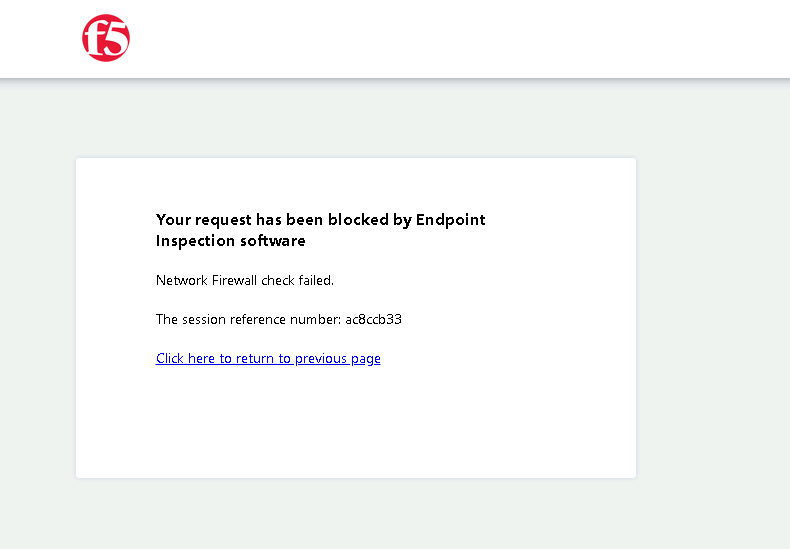 f5
Your request has been blocked by Endpoint
Inspection software
Network Firewall check failed.
The session reference number: ac8ccb33
Click here to return to previous page